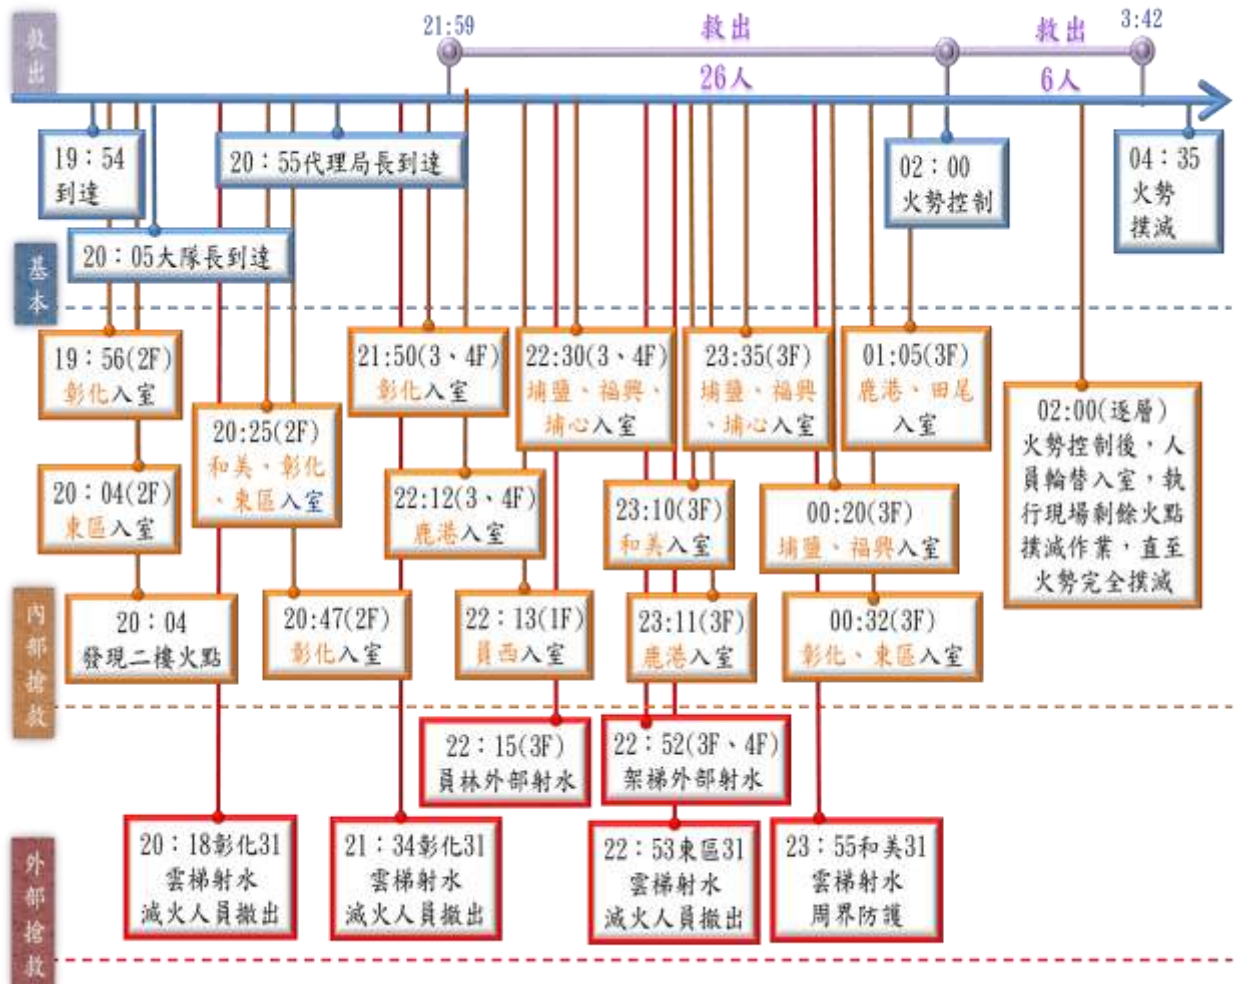 救出
21:59
救出
26人
救出
6人
3:42
基本
19：54
到達
20：05大隊長到達
20：55代理局長到達
02：00
火勢控制
04：35
火勢
撲滅
內部搶救
19：56(2F)
彰化入室
20：04(2F)
東區入室
20：04
發現二樓火點
20:25(2F)
和美，彰化
、東區入室
20:47(2F)
彰化入室
21:50(3、4F)
彰化入室
22:12(3、4F)
鹿港入室
22：13(1F)
員西入室
22:30(3、4F)
埔鹽、福興、
埔心入室
23:10(3F)
和美入室
23:11(3F)
鹿港入室
23:35(3F)
埔鹽、福興
、埔心入室
00:20(3F)
埔鹽、福興入室
00:32(3F)
彰化、東區入室
01:05(3F)
鹿港、田尾
入室
02:00(逐層)
火勢控制後，人
員輪替入室，執
行現場剩餘火點
撲滅作業，直至
火勢完全撲滅
外部搶救
20：18彰化31
雲梯射水
滅火人員撤出
21：34彰化31
雲梯射水
滅火人員撤出
22：15(3F)
員林外部射水
22：52(3F、4F)
架梯外部射水
22：53東區31
雲梯射水
滅火人員撤出
23：55和美31
雲梯射水
周界防護